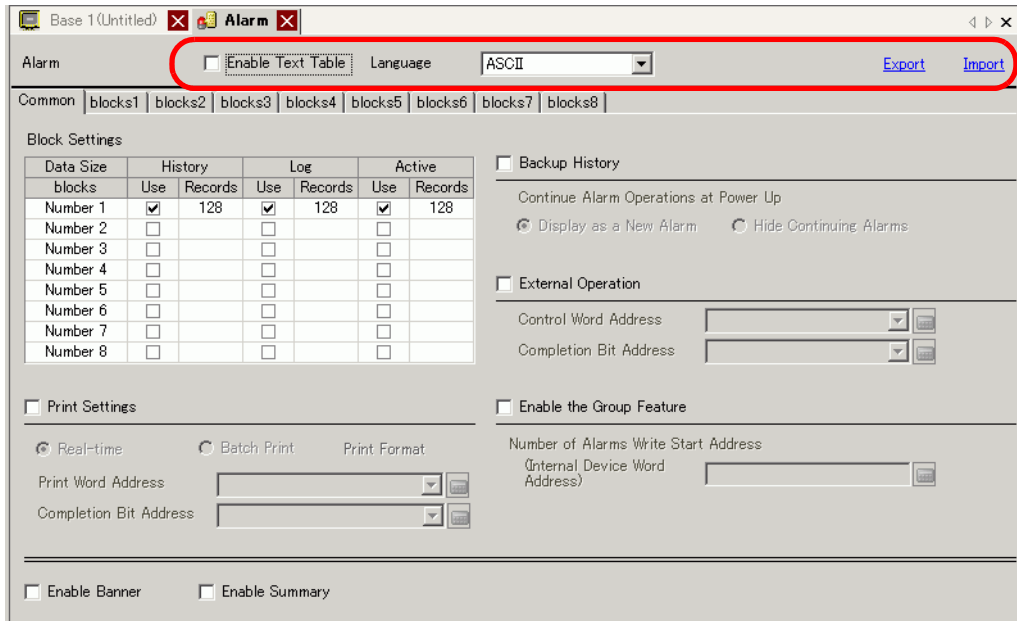 Base 1(Untitled) Alarm
Alarm Enable Text Table Language ASCII Export Import
Common blocks1 blocks2 blocks3 blocks4 blocks5 blocks6 blocks7 blocks8
Block Settings
Data Size History Log Active
blocks Use Records Use Records Use Records
Number 1 128 128 128
Number 2
Number 3
Number 4
Number 5
Number 6
Number 7
Number 8
Backup History
Continue Alarm Operations at Power Up
Display as a New Alarm Hide Continuing Alarms
External Operation
Control Word Address
Completion Bit Address
Print Settings
Real-time Batch Print Print Format
Print Word Address
Completion Bit Address
Enable the Group Feature
Number of Alarms Write Start Address
(Internal Device Word
Address)
Enable Banner Enable Summary